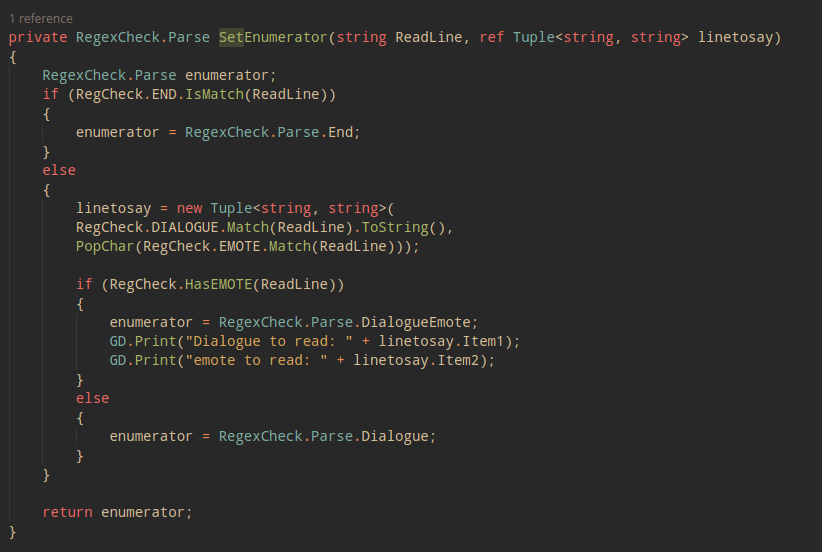 1 reference
private RegexCheck.Parse SetEnumerator(string ReadLine, ref Tuple<string, string> linetosay)
{
    RegexCheck.Parse enumerator;
    if (RegCheck.END.IsMatch(ReadLine))
    {
        enumerator = RegexCheck.Parse.End;
    }
    else
    {
        linetosay = new Tuple<string, string>(
        RegCheck.DIALOGUE.Match(ReadLine).ToString(),
        PopChar(RegCheck.EMOTE.Match(ReadLine)));

        if (RegCheck.HasEMOTE(ReadLine))
        {
            enumerator = RegexCheck.Parse.DialogueEmote;
            GD.Print("Dialogue to read: " + linetosay.Item1);
            GD.Print("emote to read: " + linetosay.Item2);
        }
        else
        {
            enumerator = RegexCheck.Parse.Dialogue;
        }
    }

    return enumerator;
}